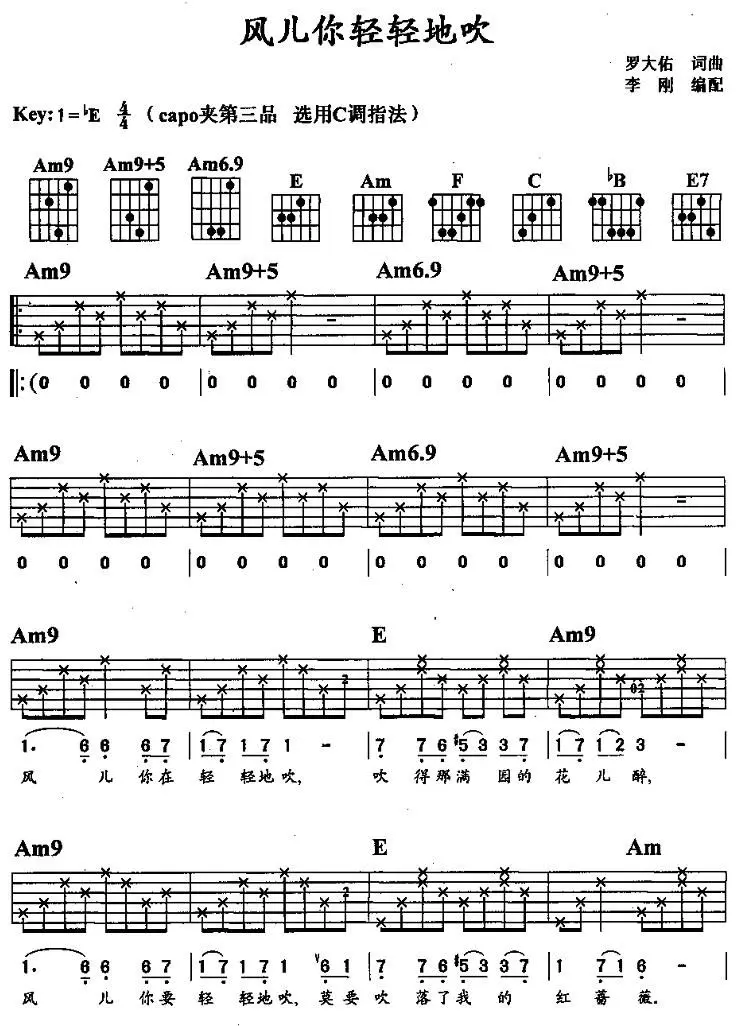 风儿你轻轻地吹
罗大佑 词曲
李刚 编配
Key: 1=♭E 4/4 (capo夹第三品 选用C调指法)
Am9 Am9+5 Am6.9 E Am F C ♭B E7
Am9 Am9+5 Am6.9 Am9+5
‖:(0 0 0 0 | 0 0 0 0 | 0 0 0 0 | 0 0 0 0 |
Am9 Am9+5 Am6.9 Am9+5
0 0 0 0 | 0 0 0 0 | 0 0 0 0 | 0 0 0 0
Am9 E Am9
2 02
1. 6 6 6 7 | 1 7 1 7 1 - | 7 7 6 #5 3 3 7 | 1 7 1 2 3 - |
风 儿 你 在 轻 轻 地 吹, 吹 得 那 满 园 的 花 儿 醉,
Am9 E Am
2 2
1. 6 6 6 7 | 1 7 1 7 1 6 1 | 7 7 6 #5 3 3 7 | 1 7 1 6. |
风 儿 你 要 轻 轻 地 吹, 莫 要 吹 落 了 我 的 红 蔷 薇.